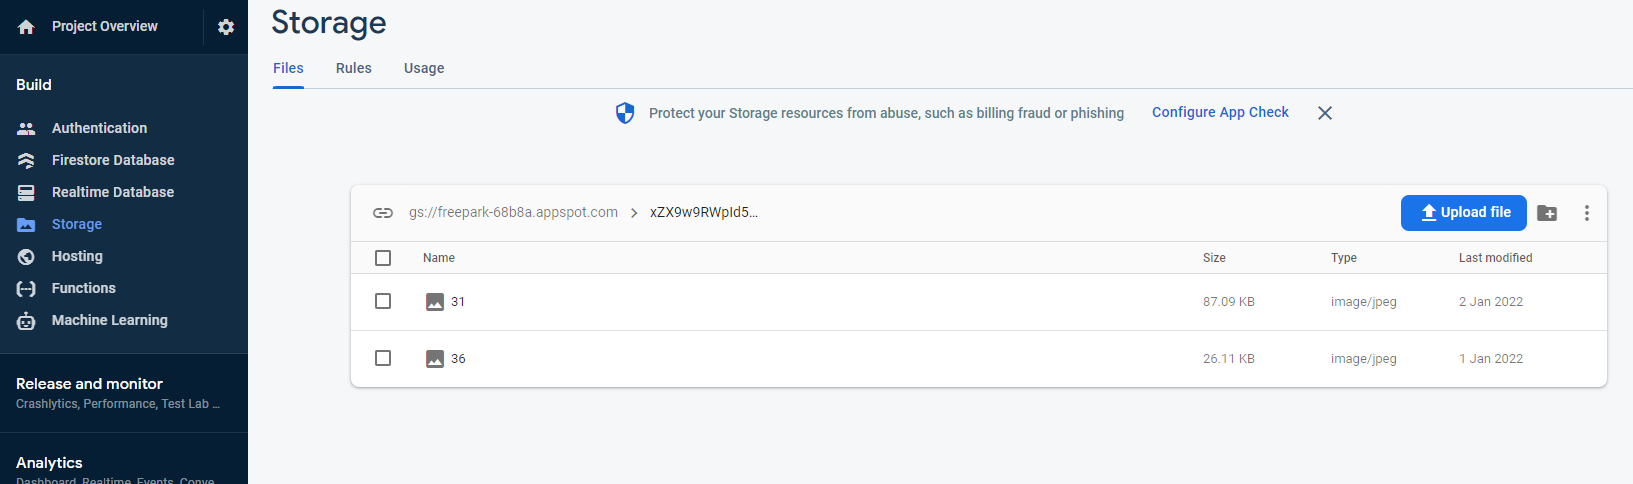 Project Overview
Build
Authentication
Firestore Database
Realtime Database
Storage
Hosting
Functions
Machine Learning
Release and monitor
Crashlytics, Performance, Test Lab ...
Analytics
Dashboard, Realtime, Events, Conve
Storage
Files Rules Usage
Protect your Storage resources from abuse, such as billing fraud or phishing Configure App Check
gs://freepark-68b8a.appspot.com > xZX9w9RWpId5... Upload file
Name Size Type Last modified
31 87.09 KB image/jpeg 2 Jan 2022
36 26.11 KB image/jpeg 1 Jan 2022